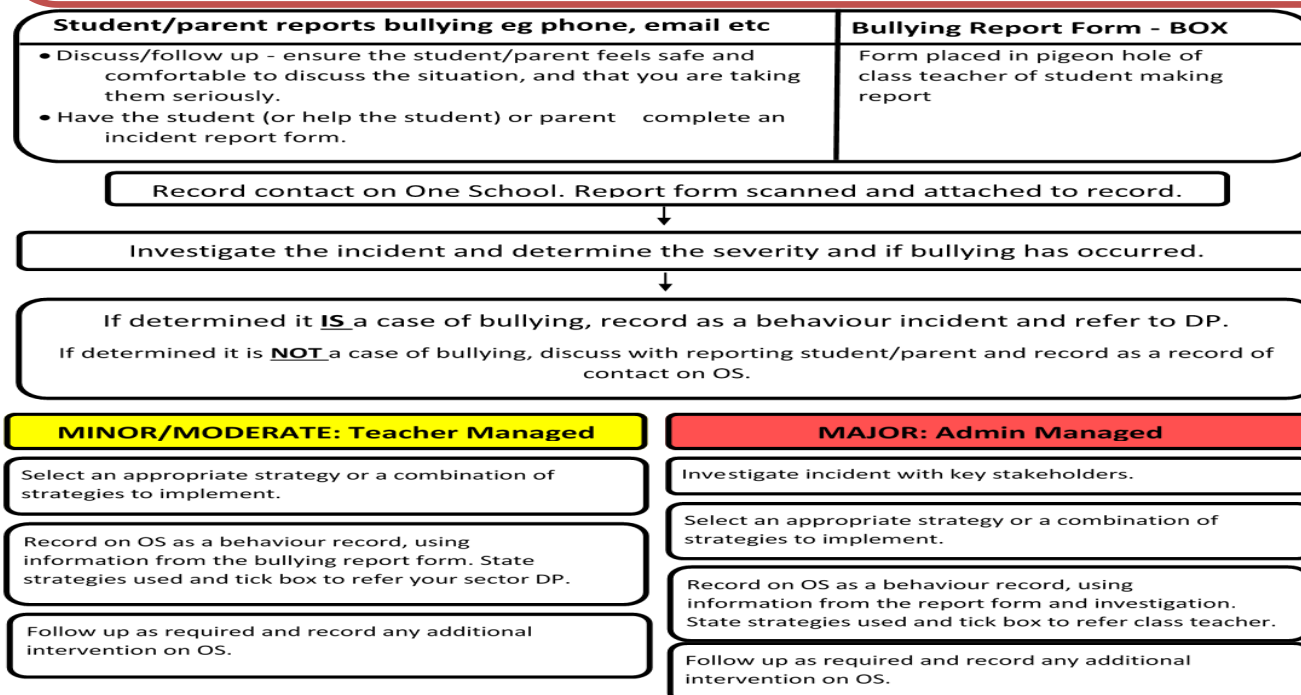 Student/parent reports bullying eg phone, email etc
• Discuss/follow up - ensure the student/parent feels safe and
comfortable to discuss the situation, and that you are taking
them seriously.
• Have the student (or help the student) or parent complete an
incident report form.
Bullying Report Form - BOX
Form placed in pigeon hole of
class teacher of student making
report
Record contact on One School. Report form scanned and attached to record.
Investigate the incident and determine the severity and if bullying has occurred.
If determined it IS a case of bullying, record as a behaviour incident and refer to DP.
If determined it is NOT a case of bullying, discuss with reporting student/parent and record as a record of
contact on OS.
MINOR/MODERATE: Teacher Managed
Select an appropriate strategy or a combination of
strategies to implement.
Record on OS as a behaviour record, using
information from the bullying report form. State
strategies used and tick box to refer your sector DP.
Follow up as required and record any additional
intervention on OS.
MAJOR: Admin Managed
Investigate incident with key stakeholders.
Select an appropriate strategy or a combination of
strategies to implement.
Record on OS as a behaviour record, using
information from the report form and investigation.
State strategies used and tick box to refer class teacher.
Follow up as required and record any additional
intervention on OS.